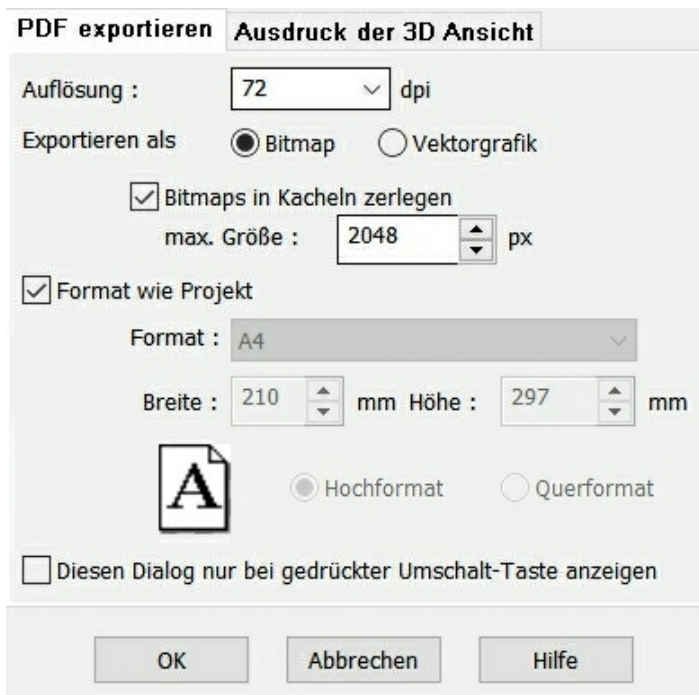 PDF exportieren Ausdruck der 3D Ansicht
Auflösung : 72 dpi
Exportieren als Bitmap Vektorgrafik
Bitmaps in Kacheln zerlegen
max. Größe : 2048 px
Format wie Projekt
Format : A4
Breite : 210 mm Höhe : 297 mm
A Hochformat Querformat
Diesen Dialog nur bei gedrückter Umschalt-Taste anzeigen
OK Abbrechen Hilfe